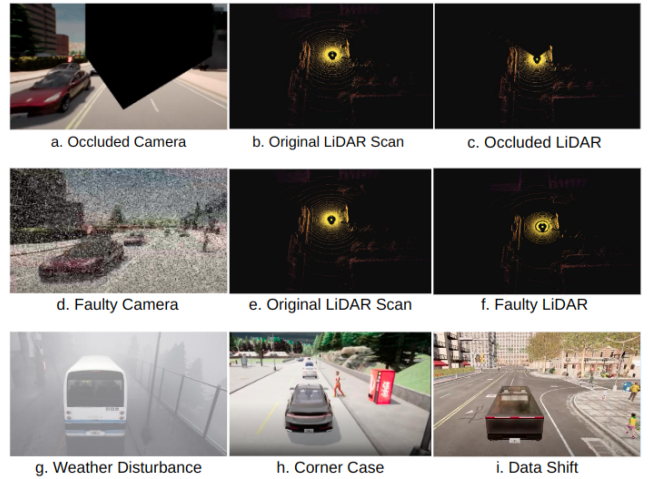 a. Occluded Camera
b. Original LiDAR Scan
c. Occluded LiDAR
d. Faulty Camera
e. Original LiDAR Scan
f. Faulty LiDAR
g. Weather Disturbance
h. Corner Case
i. Data Shift